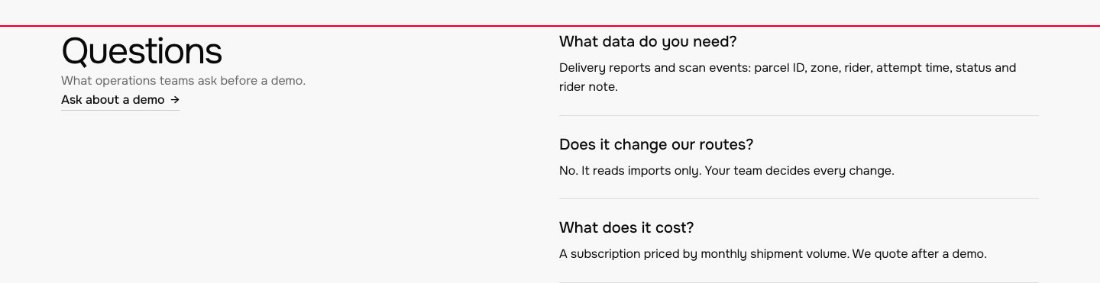 Questions
What operations teams ask before a demo.
Ask about a demo →
What data do you need?
Delivery reports and scan events: parcel ID, zone, rider, attempt time, status and
rider note.
Does it change our routes?
No. It reads imports only. Your team decides every change.
What does it cost?
A subscription priced by monthly shipment volume. We quote after a demo.